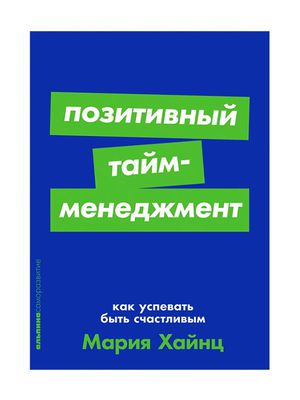 ПОЗИТИВНЫЙ
ТАЙМ-
МЕНЕДЖМЕНТ
как успевать
быть счастливым
Мария Хайнц
альпина.саморазвитие